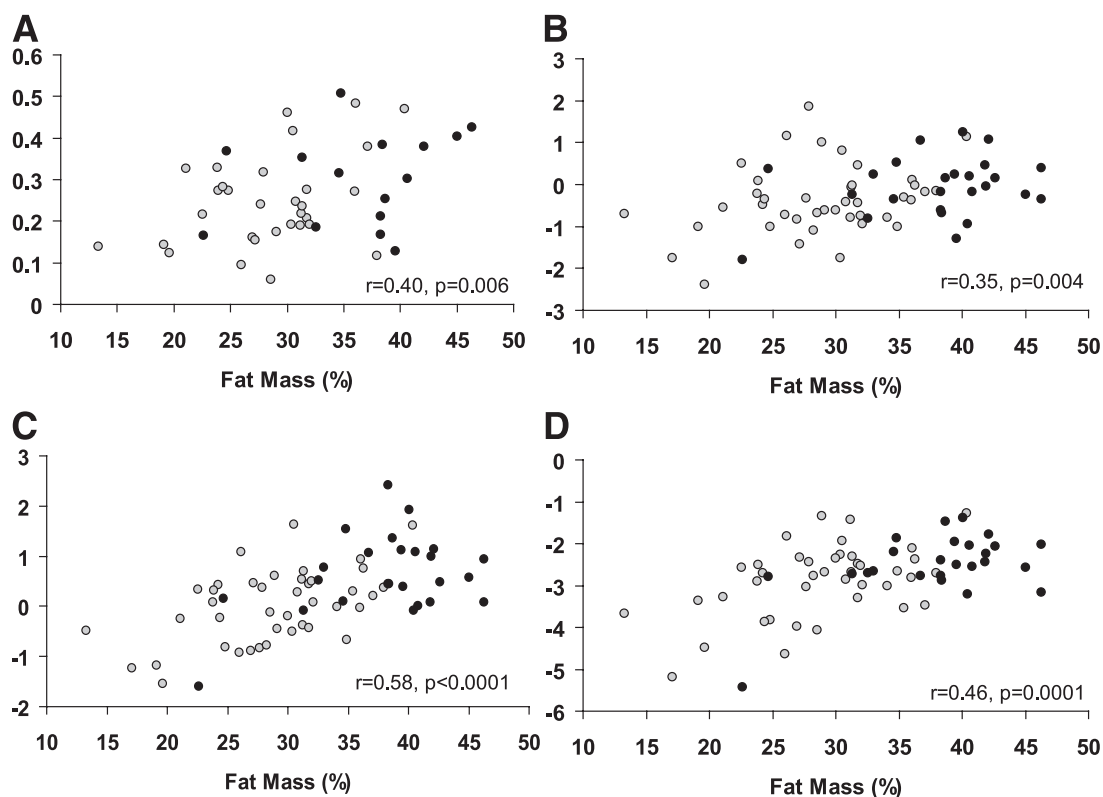 A
0.6
0.5
0.4
0.3
0.2
0.1
0
r=0.40, p=0.006
10 15 20 25 30 35 40 45 50
Fat Mass (%)
B
3
2
1
0
-1
-2
-3
r=0.35, p=0.004
10 15 20 25 30 35 40 45 50
Fat Mass (%)
C
3
2
1
0
-1
-2
r=0.58, p<0.0001
10 15 20 25 30 35 40 45 50
Fat Mass (%)
D
0
-1
-2
-3
-4
-5
-6
r=0.46, p=0.0001
10 15 20 25 30 35 40 45 50
Fat Mass (%)